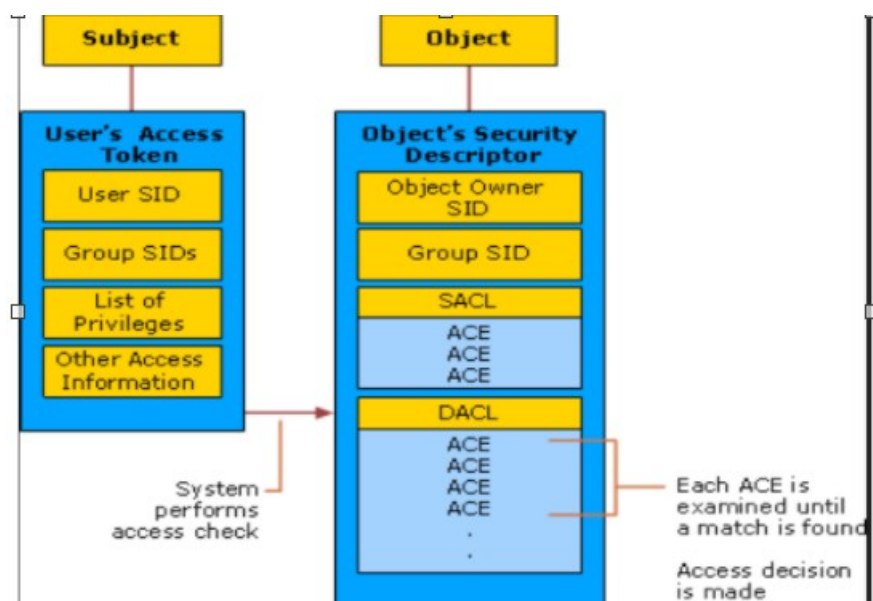 Subject
Object
User's Access
Token
User SID
Group SIDs
List of
Privileges
Other Access
Information
Object's Security
Descriptor
Object Owner
SID
Group SID
SACL
ACE
ACE
ACE
DACL
ACE
ACE
ACE
ACE
.
.
System
performs
access check
Each ACE is
examined until
a match is found
Access decision
is made